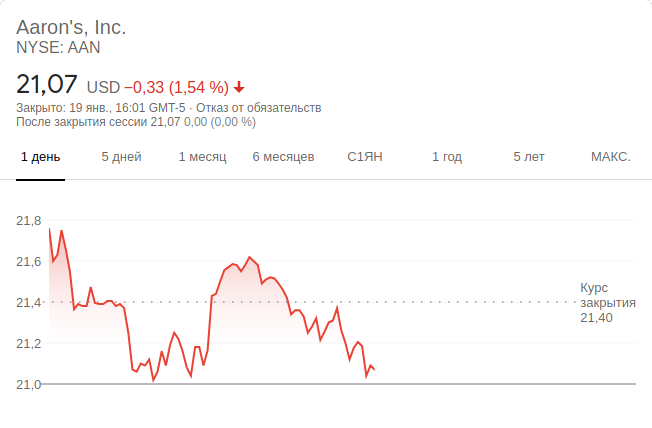 Aaron's, Inc.
NYSE: AAN
21,07 USD −0,33 (1,54 %)
Закрыто: 19 янв., 16:01 GMT-5 · Отказ от обязательств
После закрытия сессии 21,07 0,00 (0,00 %)
1 день 5 дней 1 месяц 6 месяцев С1ЯН 1 год 5 лет МАКС.
21,8
21,6
21,4
21,2
21,0
Курс
закрытия
21,40